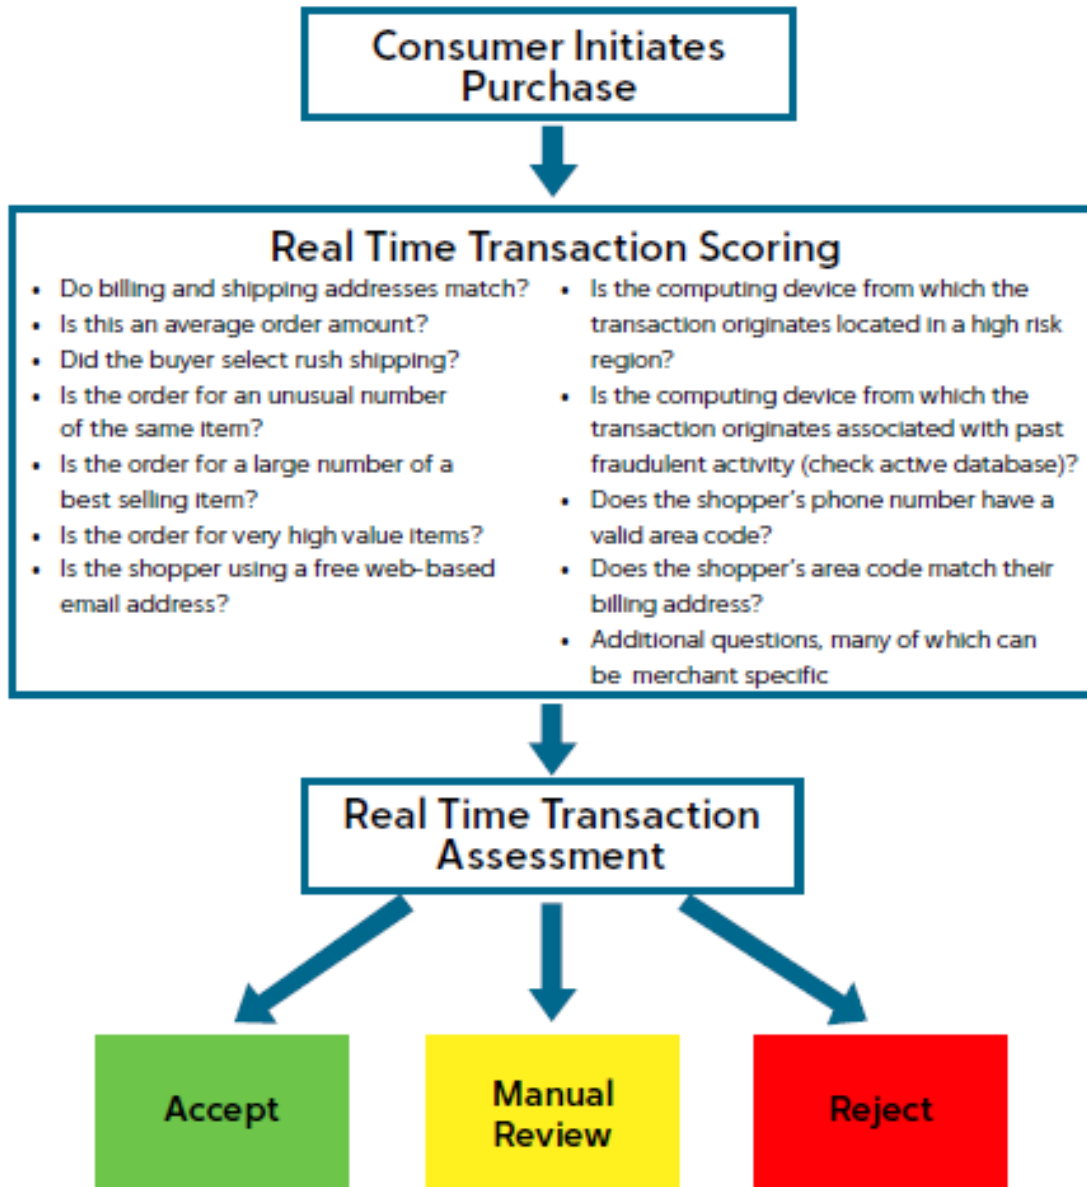 Consumer Initiates
Purchase
Real Time Transaction Scoring
• Do billing and shipping addresses match?
• Is this an average order amount?
• Did the buyer select rush shipping?
• Is the order for an unusual number
of the same item?
• Is the order for a large number of a
best selling item?
• Is the order for very high value items?
• Is the shopper using a free web-based
email address?
• Is the computing device from which the
transaction originates located in a high risk
region?
• Is the computing device from which the
transaction originates associated with past
fraudulent activity (check active database)?
• Does the shopper's phone number have a
valid area code?
• Does the shopper's area code match their
billing address?
• Additional questions, many of which can
be merchant specific
Real Time Transaction
Assessment
Accept
Manual
Review
Reject